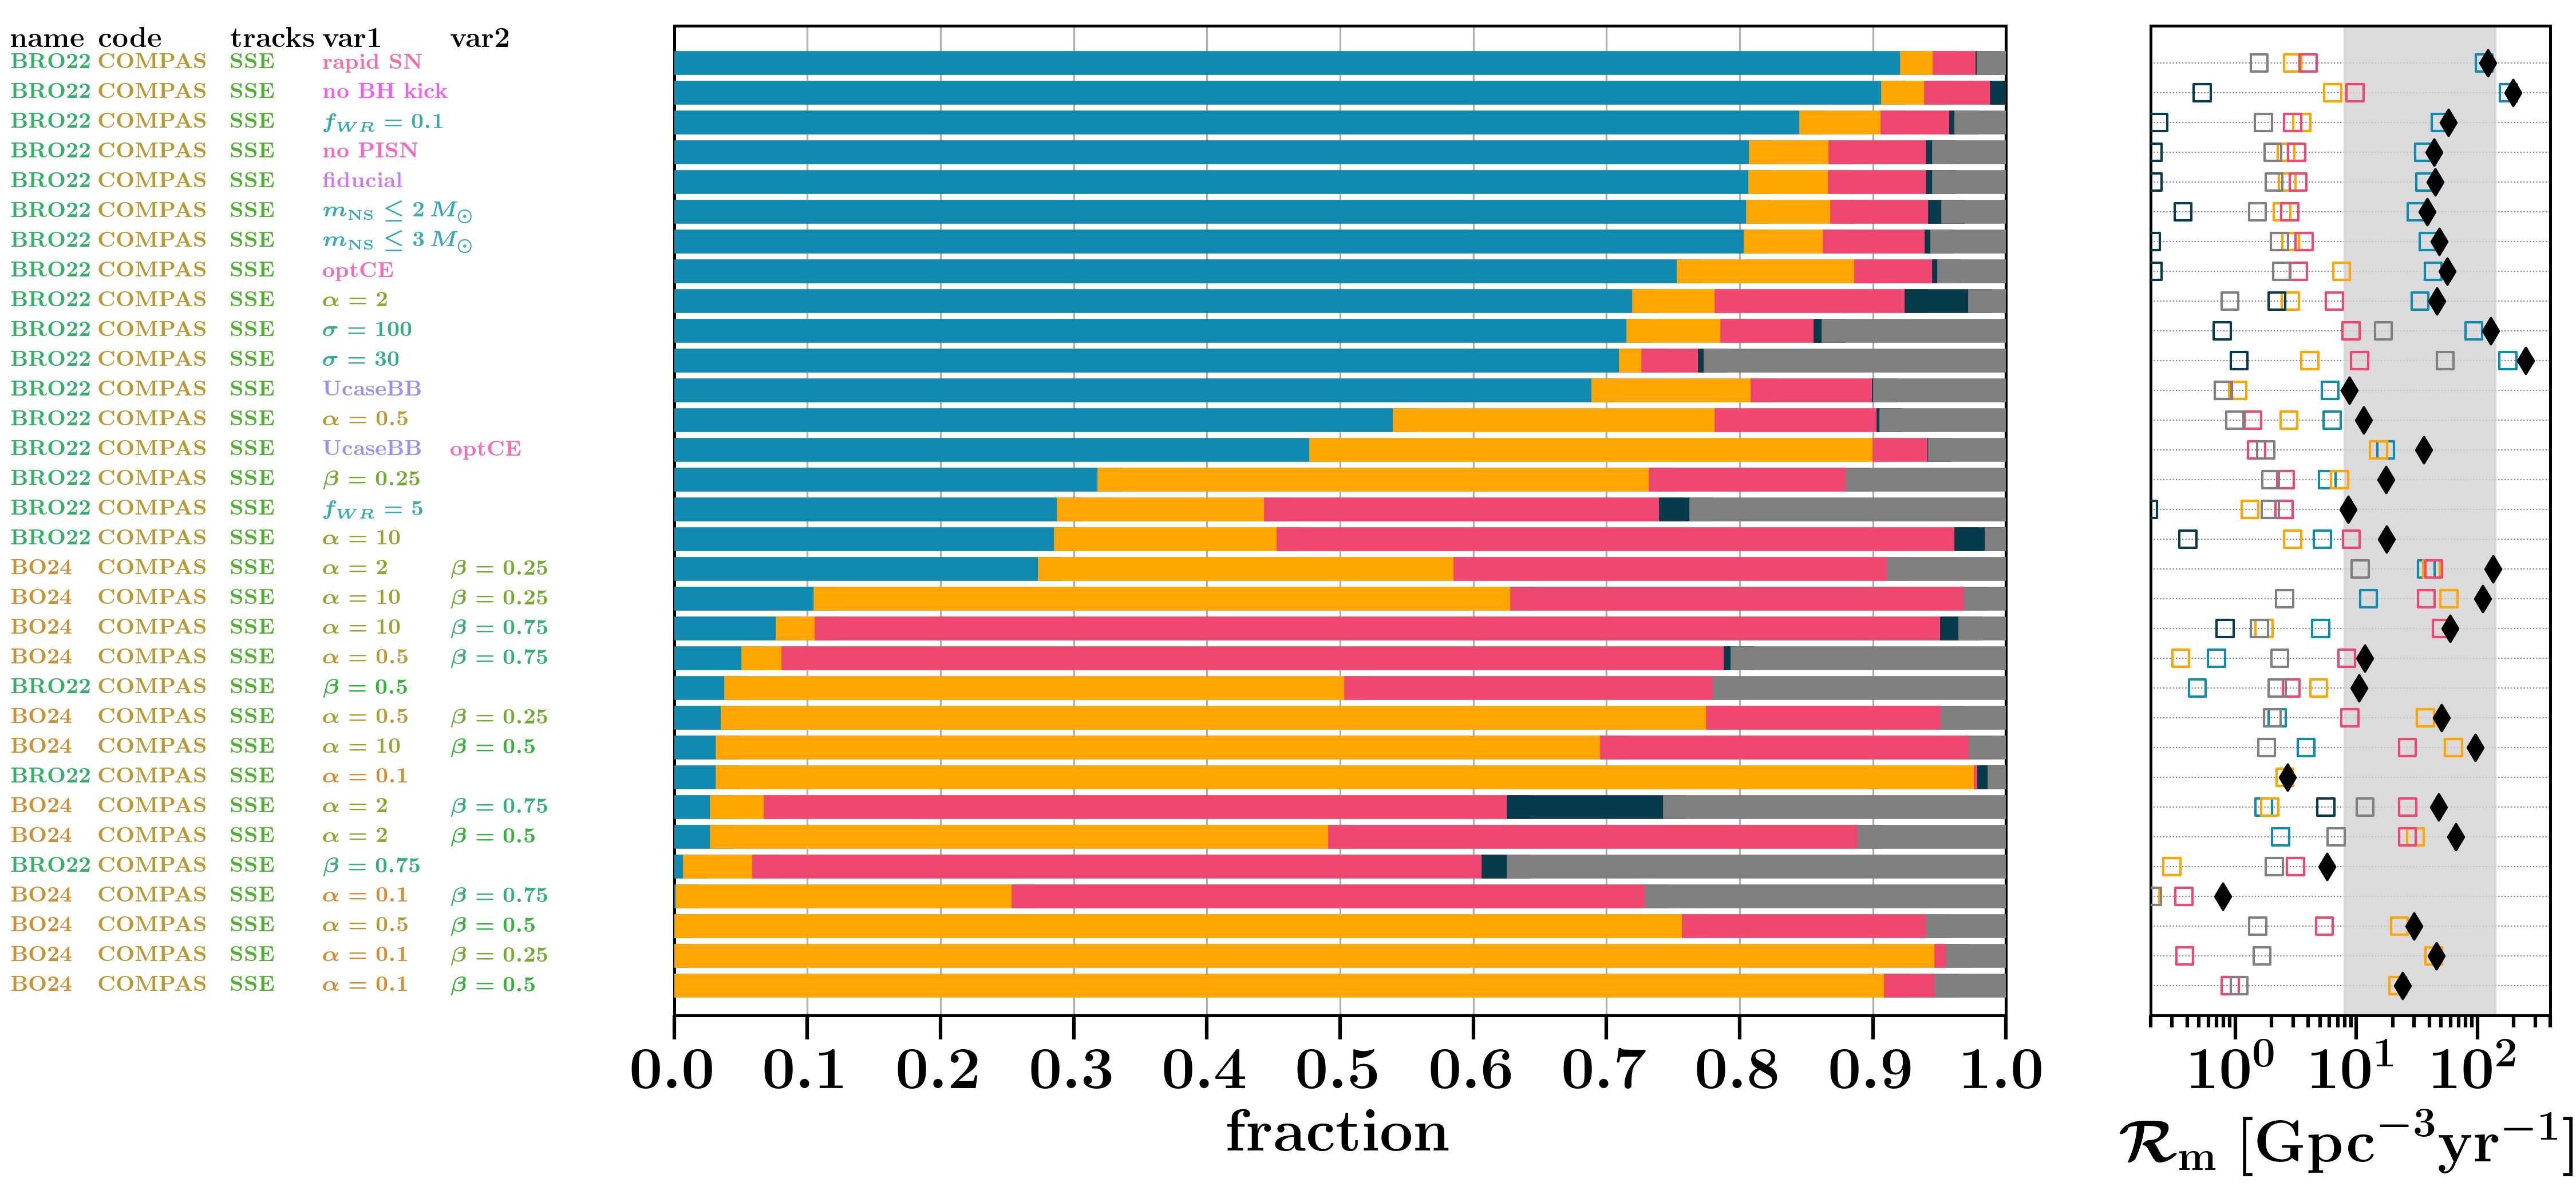 name code tracks var1 var2
BRO22 COMPAS SSE rapid SN
BRO22 COMPAS SSE no BH kick
BRO22 COMPAS SSE f_{WR} = 0.1
BRO22 COMPAS SSE no PISN
BRO22 COMPAS SSE fiducial
BRO22 COMPAS SSE m_{NS} ≤ 2 M_⊙
BRO22 COMPAS SSE m_{NS} ≤ 3 M_⊙
BRO22 COMPAS SSE optCE
BRO22 COMPAS SSE α = 2
BRO22 COMPAS SSE σ = 100
BRO22 COMPAS SSE σ = 30
BRO22 COMPAS SSE UcaseBB
BRO22 COMPAS SSE α = 0.5
BRO22 COMPAS SSE UcaseBB optCE
BRO22 COMPAS SSE β = 0.25
BRO22 COMPAS SSE f_{WR} = 5
BRO22 COMPAS SSE α = 10
BO24 COMPAS SSE α = 2 β = 0.25
BO24 COMPAS SSE α = 10 β = 0.25
BO24 COMPAS SSE α = 10 β = 0.75
BO24 COMPAS SSE α = 0.5 β = 0.75
BRO22 COMPAS SSE β = 0.5
BO24 COMPAS SSE α = 0.5 β = 0.25
BO24 COMPAS SSE α = 10 β = 0.5
BRO22 COMPAS SSE α = 0.1
BO24 COMPAS SSE α = 2 β = 0.75
BO24 COMPAS SSE α = 2 β = 0.5
BRO22 COMPAS SSE β = 0.75
BO24 COMPAS SSE α = 0.1 β = 0.75
BO24 COMPAS SSE α = 0.5 β = 0.5
BO24 COMPAS SSE α = 0.1 β = 0.25
BO24 COMPAS SSE α = 0.1 β = 0.5
0.0 0.1 0.2 0.3 0.4 0.5 0.6 0.7 0.8 0.9 1.0
fraction
10^0 10^1 10^2
ℛ_m [Gpc^{-3}yr^{-1}]